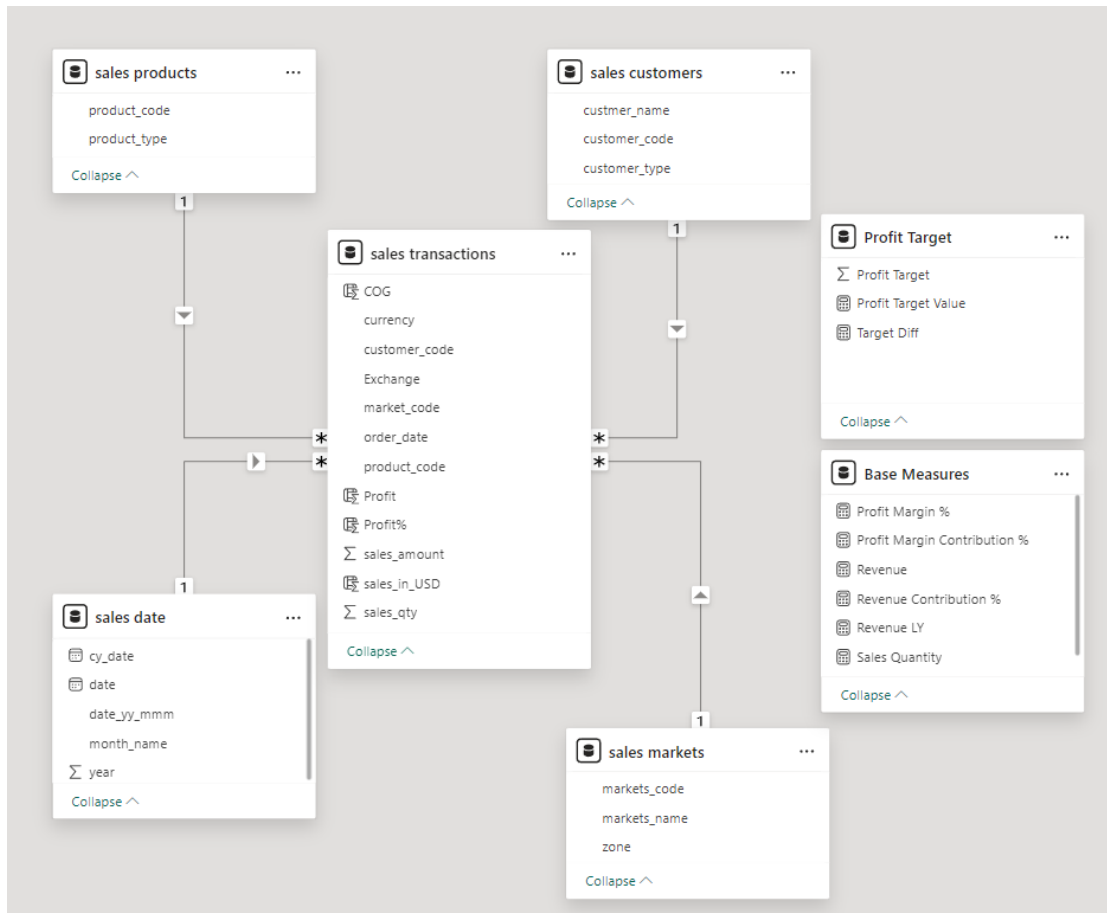 sales products
product_code
product_type
Collapse
1
sales customers
custmer_name
customer_code
customer_type
Collapse
1
sales transactions
COG
currency
customer_code
Exchange
market_code
order_date
product_code
Profit
Profit%
sales_amount
sales_in_USD
sales_qty
Collapse
*
*
*
*
Profit Target
Σ Profit Target
Profit Target Value
Target Diff
Collapse
Base Measures
Profit Margin %
Profit Margin Contribution %
Revenue
Revenue Contribution %
Revenue LY
Sales Quantity
Collapse
1
sales date
cy_date
date
date_yy_mmm
month_name
Σ year
Collapse
1
sales markets
markets_code
markets_name
zone
Collapse